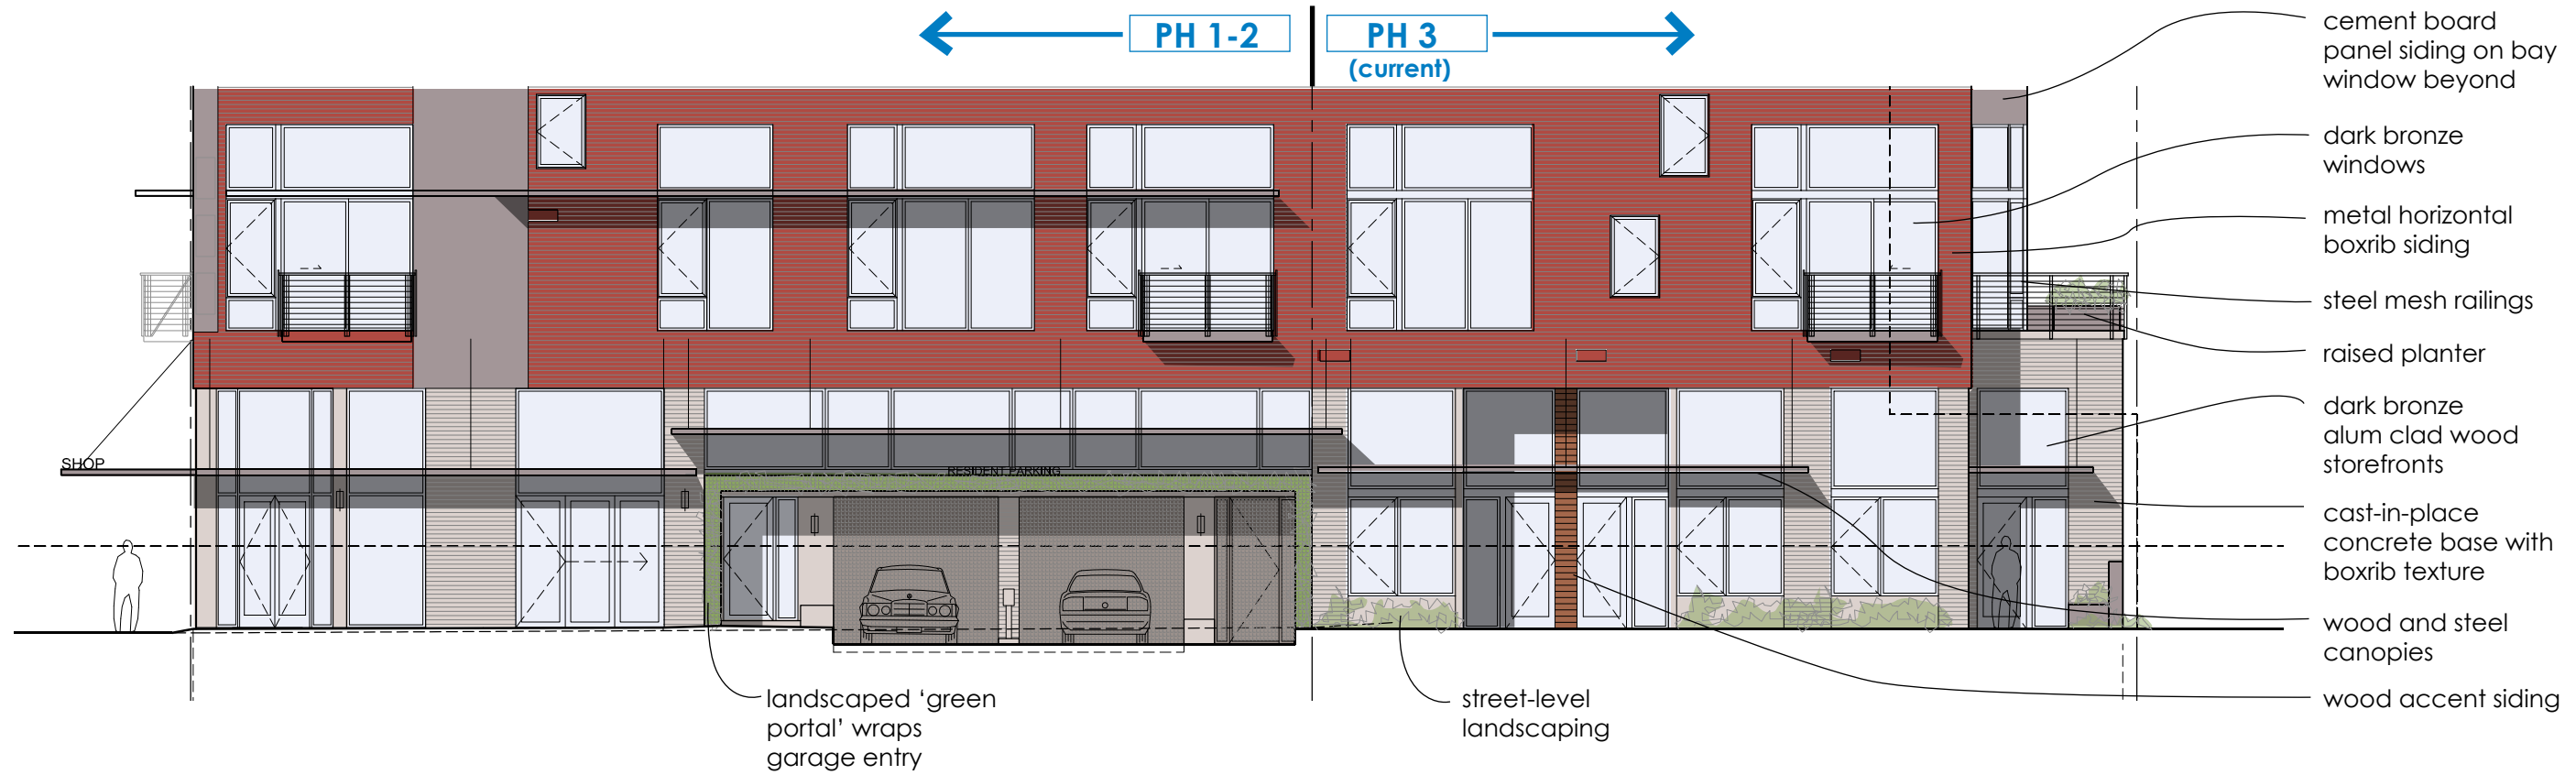 PH 1-2
PH 3
(current)
cement board
panel siding on bay
window beyond
dark bronze
windows
metal horizontal
boxrib siding
steel mesh railings
raised planter
dark bronze
alum clad wood
storefronts
cast-in-place
concrete base with
boxrib texture
wood and steel
canopies
wood accent siding
SHOP
RESIDENT PARKING
landscaped ‘green
portal’ wraps
garage entry
street-level
landscaping